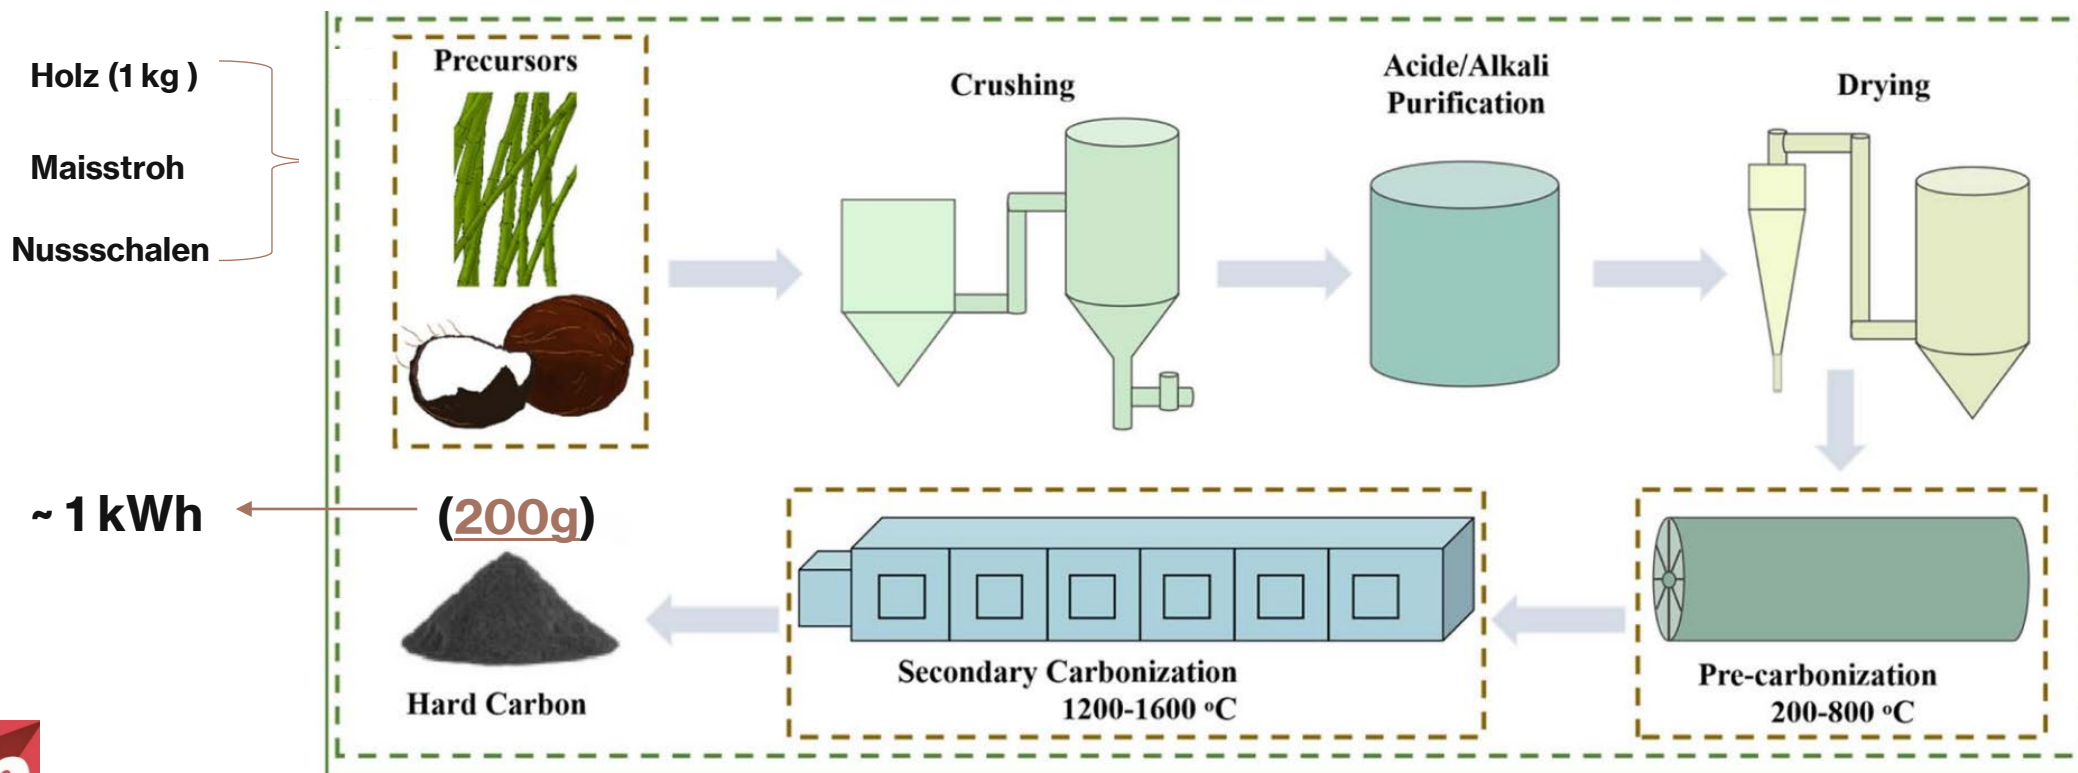 Holz (1 kg )
Maisstroh
Nussschalen
Precursors
Crushing
Acide/Alkali
Purification
Drying
Pre-carbonization
200-800 °C
Secondary Carbonization
1200-1600 °C
(200g)
Hard Carbon
~ 1 kWh